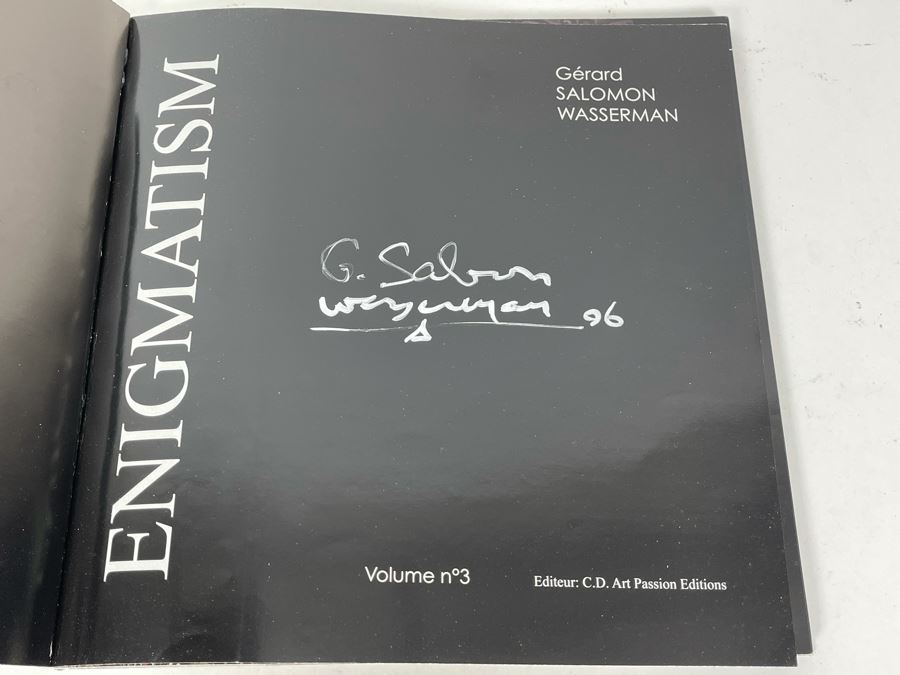 ENIGMATISM
Gérard
SALOMON
WASSERMAN
G. Salomon
Wasserman 96
Volume n°3
Editeur: C.D. Art Passion Editions